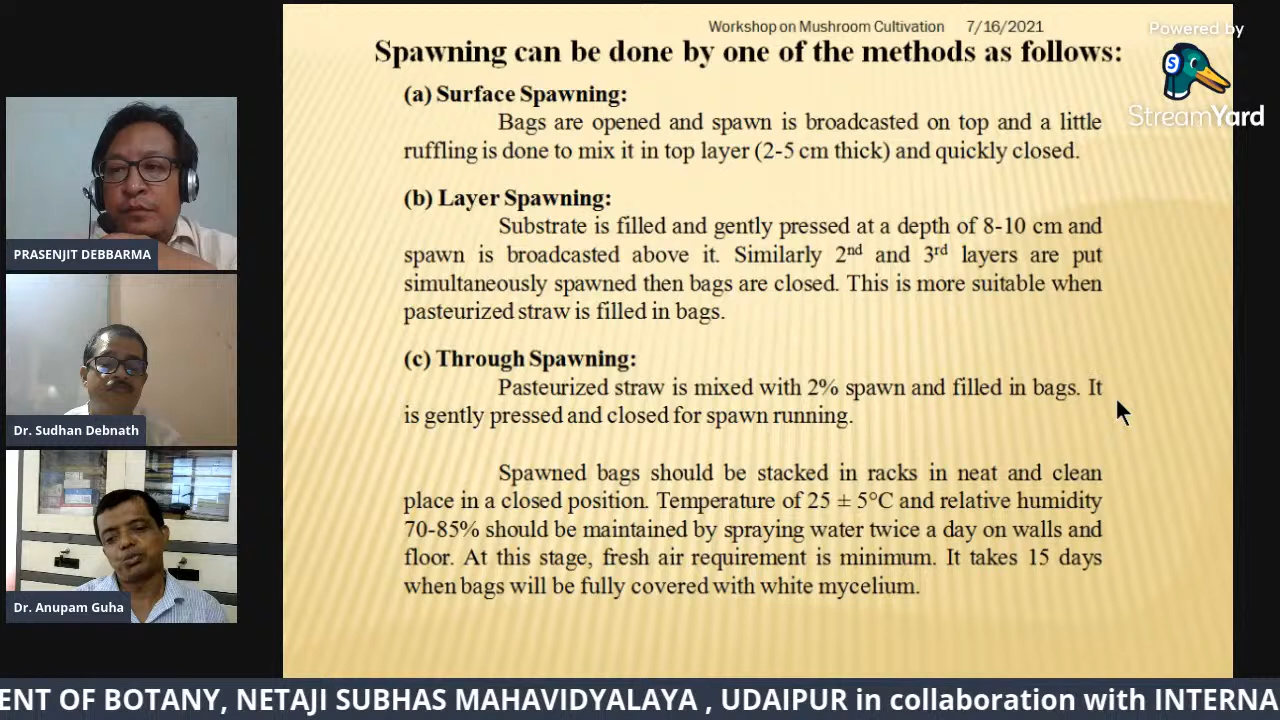 Workshop on Mushroom Cultivation 7/16/2021
Powered by
StreamYard
Spawning can be done by one of the methods as follows:
(a) Surface Spawning:
Bags are opened and spawn is broadcasted on top and a little
ruffling is done to mix it in top layer (2-5 cm thick) and quickly closed.
(b) Layer Spawning:
Substrate is filled and gently pressed at a depth of 8-10 cm and
spawn is broadcasted above it. Similarly 2nd and 3rd layers are put
simultaneously spawned then bags are closed. This is more suitable when
pasteurized straw is filled in bags.
(c) Through Spawning:
Pasteurized straw is mixed with 2% spawn and filled in bags. It
is gently pressed and closed for spawn running.
Spawned bags should be stacked in racks in neat and clean
place in a closed position. Temperature of 25 ± 5°C and relative humidity
70-85% should be maintained by spraying water twice a day on walls and
floor. At this stage, fresh air requirement is minimum. It takes 15 days
when bags will be fully covered with white mycelium.
PRASENJIT DEBBARMA
Dr. Sudhan Debnath
Dr. Anupam Guha
ENT OF BOTANY, NETAJI SUBHAS MAHAVIDYALAYA , UDAIPUR in collaboration with INTERNA